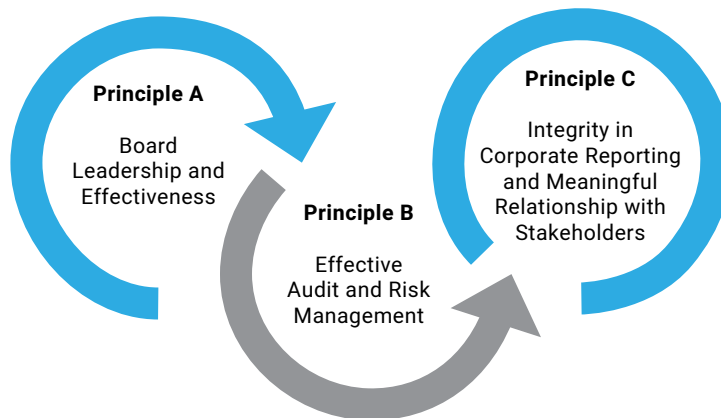 Principle A
Board
Leadership and
Effectiveness
Principle B
Effective
Audit and Risk
Management
Principle C
Integrity in
Corporate Reporting
and Meaningful
Relationship with
Stakeholders